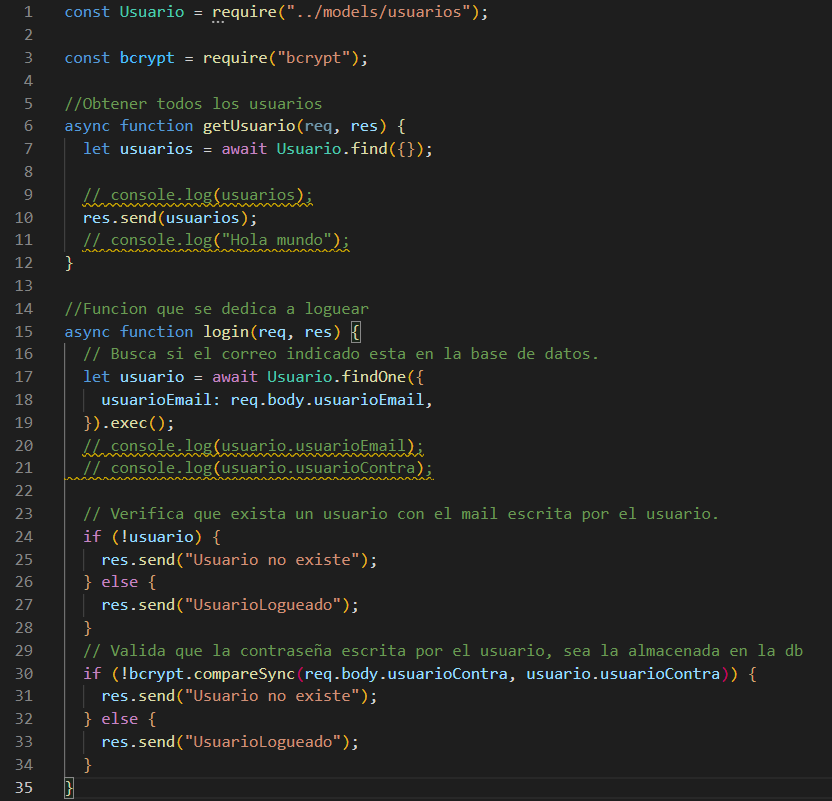 1 const Usuario = require("../models/usuarios");
2
3 const bcrypt = require("bcrypt");
4
5 //Obtener todos los usuarios
6 async function getUsuario(req, res) {
7   let usuarios = await Usuario.find({});
8
9   // console.log(usuarios);
10   res.send(usuarios);
11   // console.log("Hola mundo");
12 }
13
14 //Funcion que se dedica a loguear
15 async function login(req, res) {
16   // Busca si el correo indicado esta en la base de datos.
17   let usuario = await Usuario.findOne({
18     usuarioEmail: req.body.usuarioEmail,
19   }).exec();
20   // console.log(usuario.usuarioEmail);
21   // console.log(usuario.usuarioContra);
22
23   // Verifica que exista un usuario con el mail escrita por el usuario.
24   if (!usuario) {
25     res.send("Usuario no existe");
26   } else {
27     res.send("UsuarioLogueado");
28   }
29   // Valida que la contraseña escrita por el usuario, sea la almacenada en la db
30   if (!bcrypt.compareSync(req.body.usuarioContra, usuario.usuarioContra)) {
31     res.send("Usuario no existe");
32   } else {
33     res.send("UsuarioLogueado");
34   }
35 }